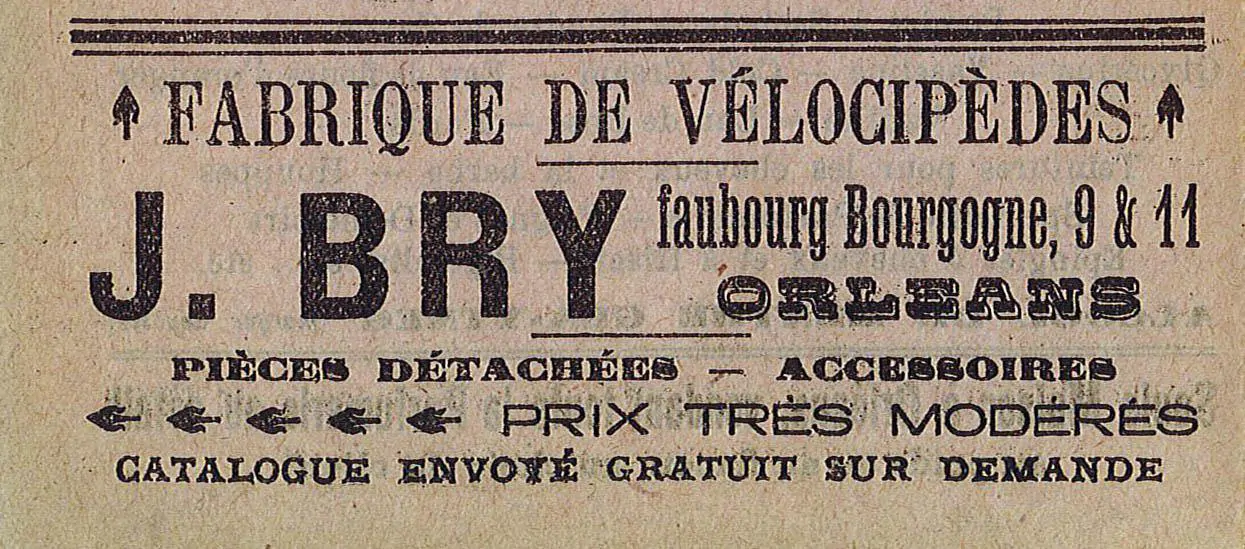 FABRIQUE DE VÉLOCIPÈDES
J. BRY faubourg Bourgogne, 9 & 11
ORLEANS
PIÈCES DÉTACHÉES — ACCESSOIRES
PRIX TRÈS MODÉRÉS
CATALOGUE ENVOYÉ GRATUIT SUR DEMANDE